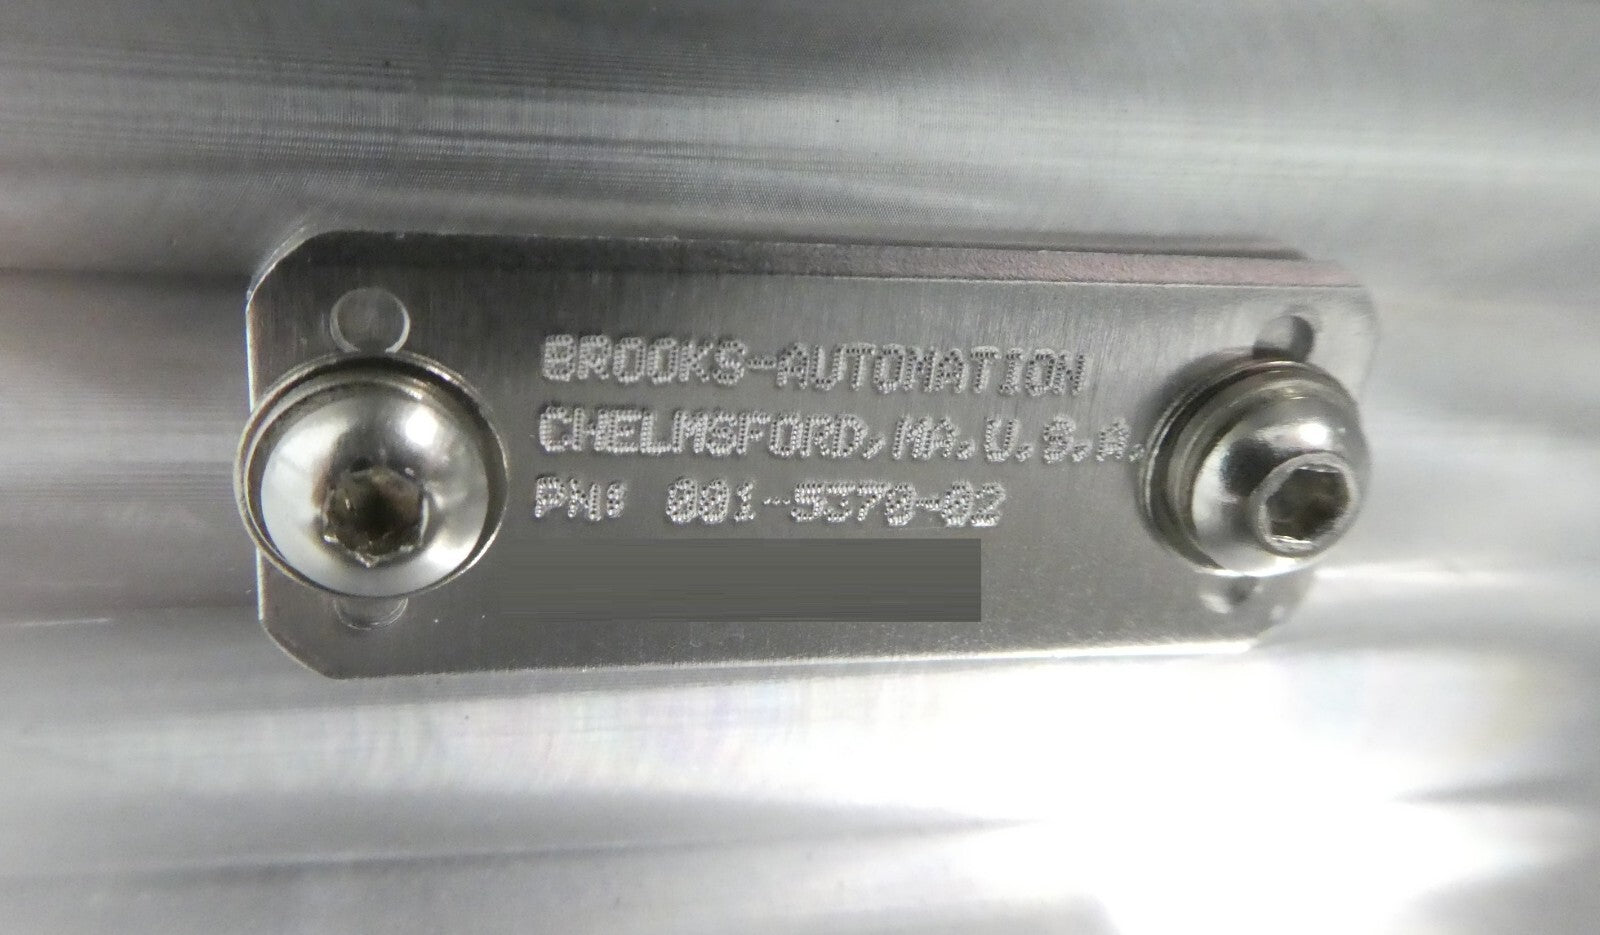 BROOKS-AUTOMATION
CHELMSFORD, MA. U.S.A.
PN: 001-5370-02